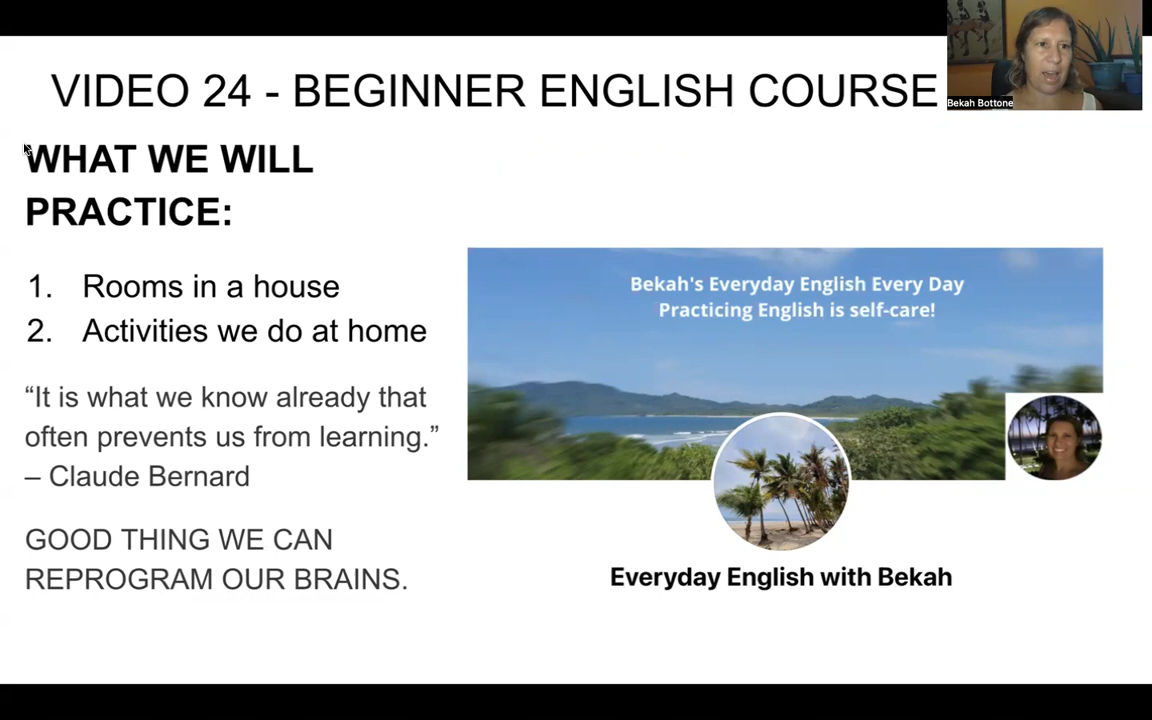 VIDEO 24 - BEGINNER ENGLISH COURSE
Bekah Bottone
WHAT WE WILL
PRACTICE:
1. Rooms in a house
2. Activities we do at home
“It is what we know already that
often prevents us from learning.”
– Claude Bernard
GOOD THING WE CAN
REPROGRAM OUR BRAINS.
Bekah's Everyday English Every Day
Practicing English is self-care!
Everyday English with Bekah